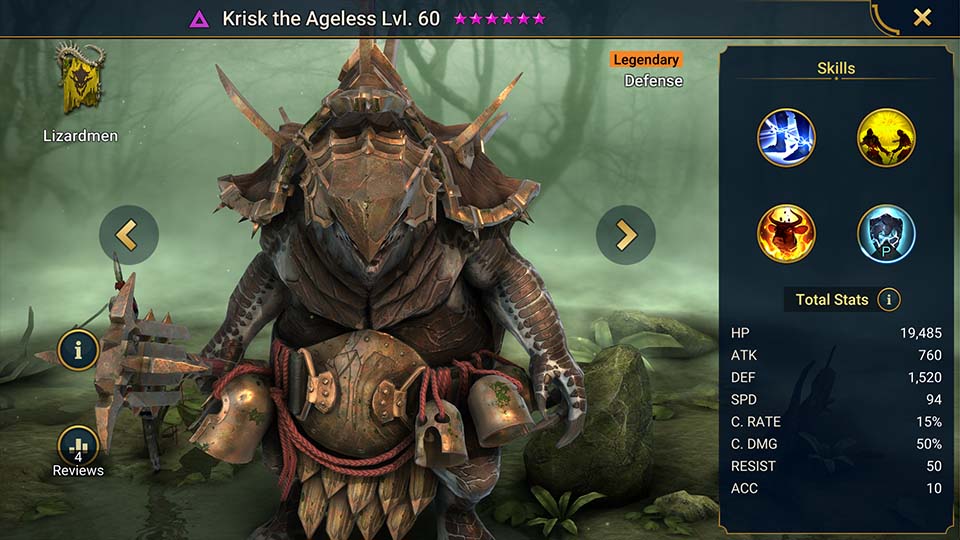 Krisk the Ageless Lvl. 60
Lizardmen
Legendary
Defense
i
4
Reviews
Skills
P
Total Stats i
HP 19,485
ATK 760
DEF 1,520
SPD 94
C. RATE 15%
C. DMG 50%
RESIST 50
ACC 10